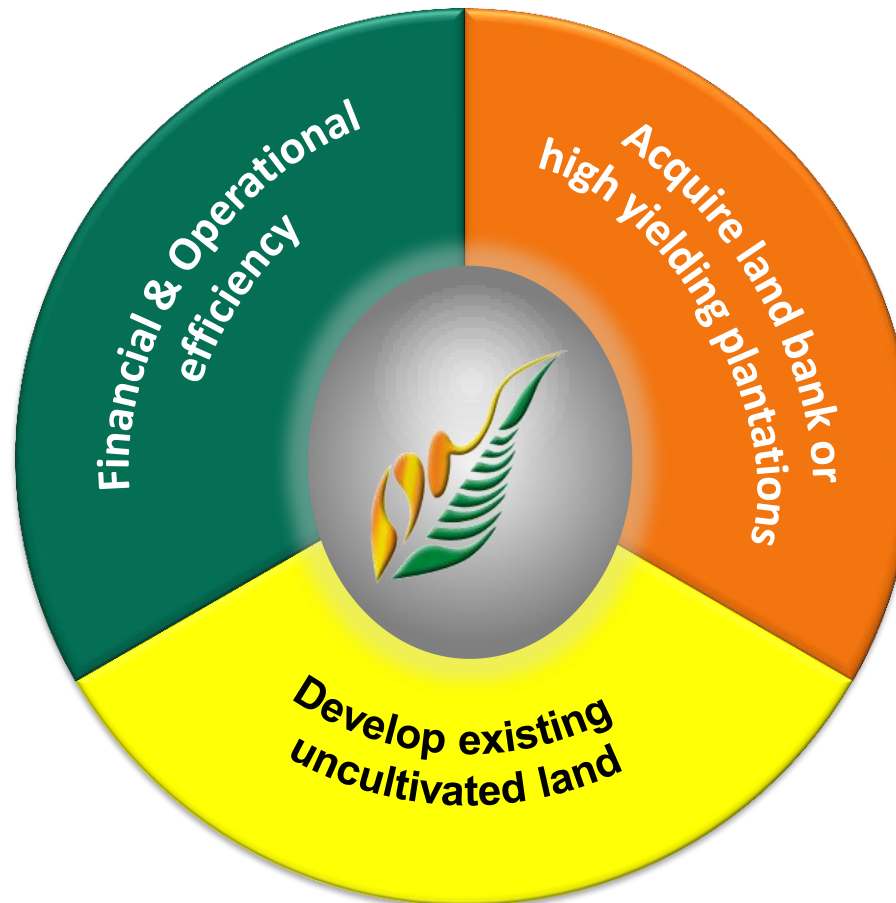 Financial & Operational
efficiency
Acquire land bank or
high yielding plantations
Develop existing
uncultivated land